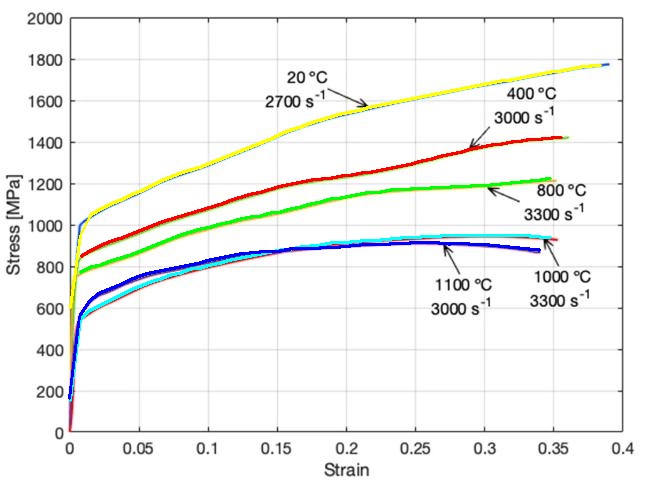 2000
1800
1600
1400
1200
1000
800
600
400
200
0
Stress [MPa]
20 °C
2700 s⁻¹
400 °C
3000 s⁻¹
800 °C
3300 s⁻¹
1100 °C
3000 s⁻¹
1000 °C
3300 s⁻¹
0 0.05 0.1 0.15 0.2 0.25 0.3 0.35 0.4
Strain